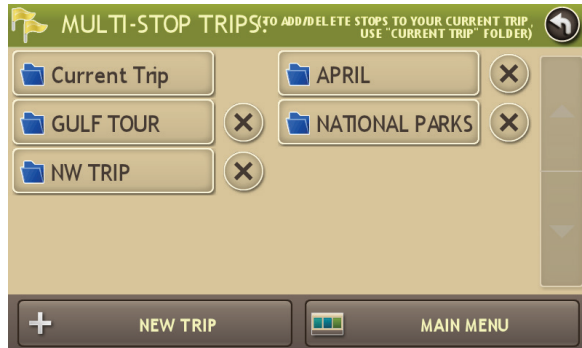 MULTI-STOP TRIPS:
(TO ADD/DELETE STOPS TO YOUR CURRENT TRIP,
USE "CURRENT TRIP" FOLDER)
Current Trip
APRIL
GULF TOUR
NATIONAL PARKS
NW TRIP
NEW TRIP
MAIN MENU